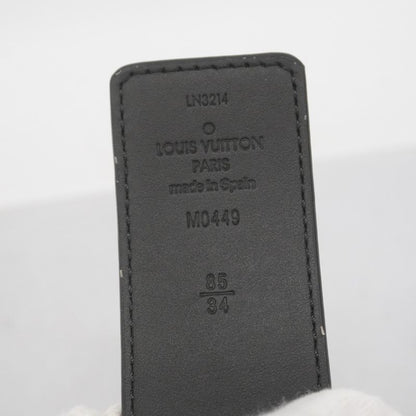 LN3214
LOUIS VUITTON
PARIS
made in Spain
M0449
85
34